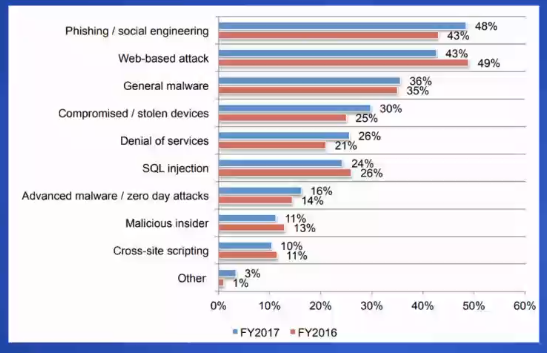 Phishing / social engineering 48% 43%
Web-based attack 43% 49%
General malware 36% 35%
Compromised / stolen devices 30% 25%
Denial of services 26% 21%
SQL injection 24% 26%
Advanced malware / zero day attacks 16% 14%
Malicious insider 11% 13%
Cross-site scripting 10% 11%
Other 3% 1%
0% 10% 20% 30% 40% 50% 60%
FY2017 FY2016